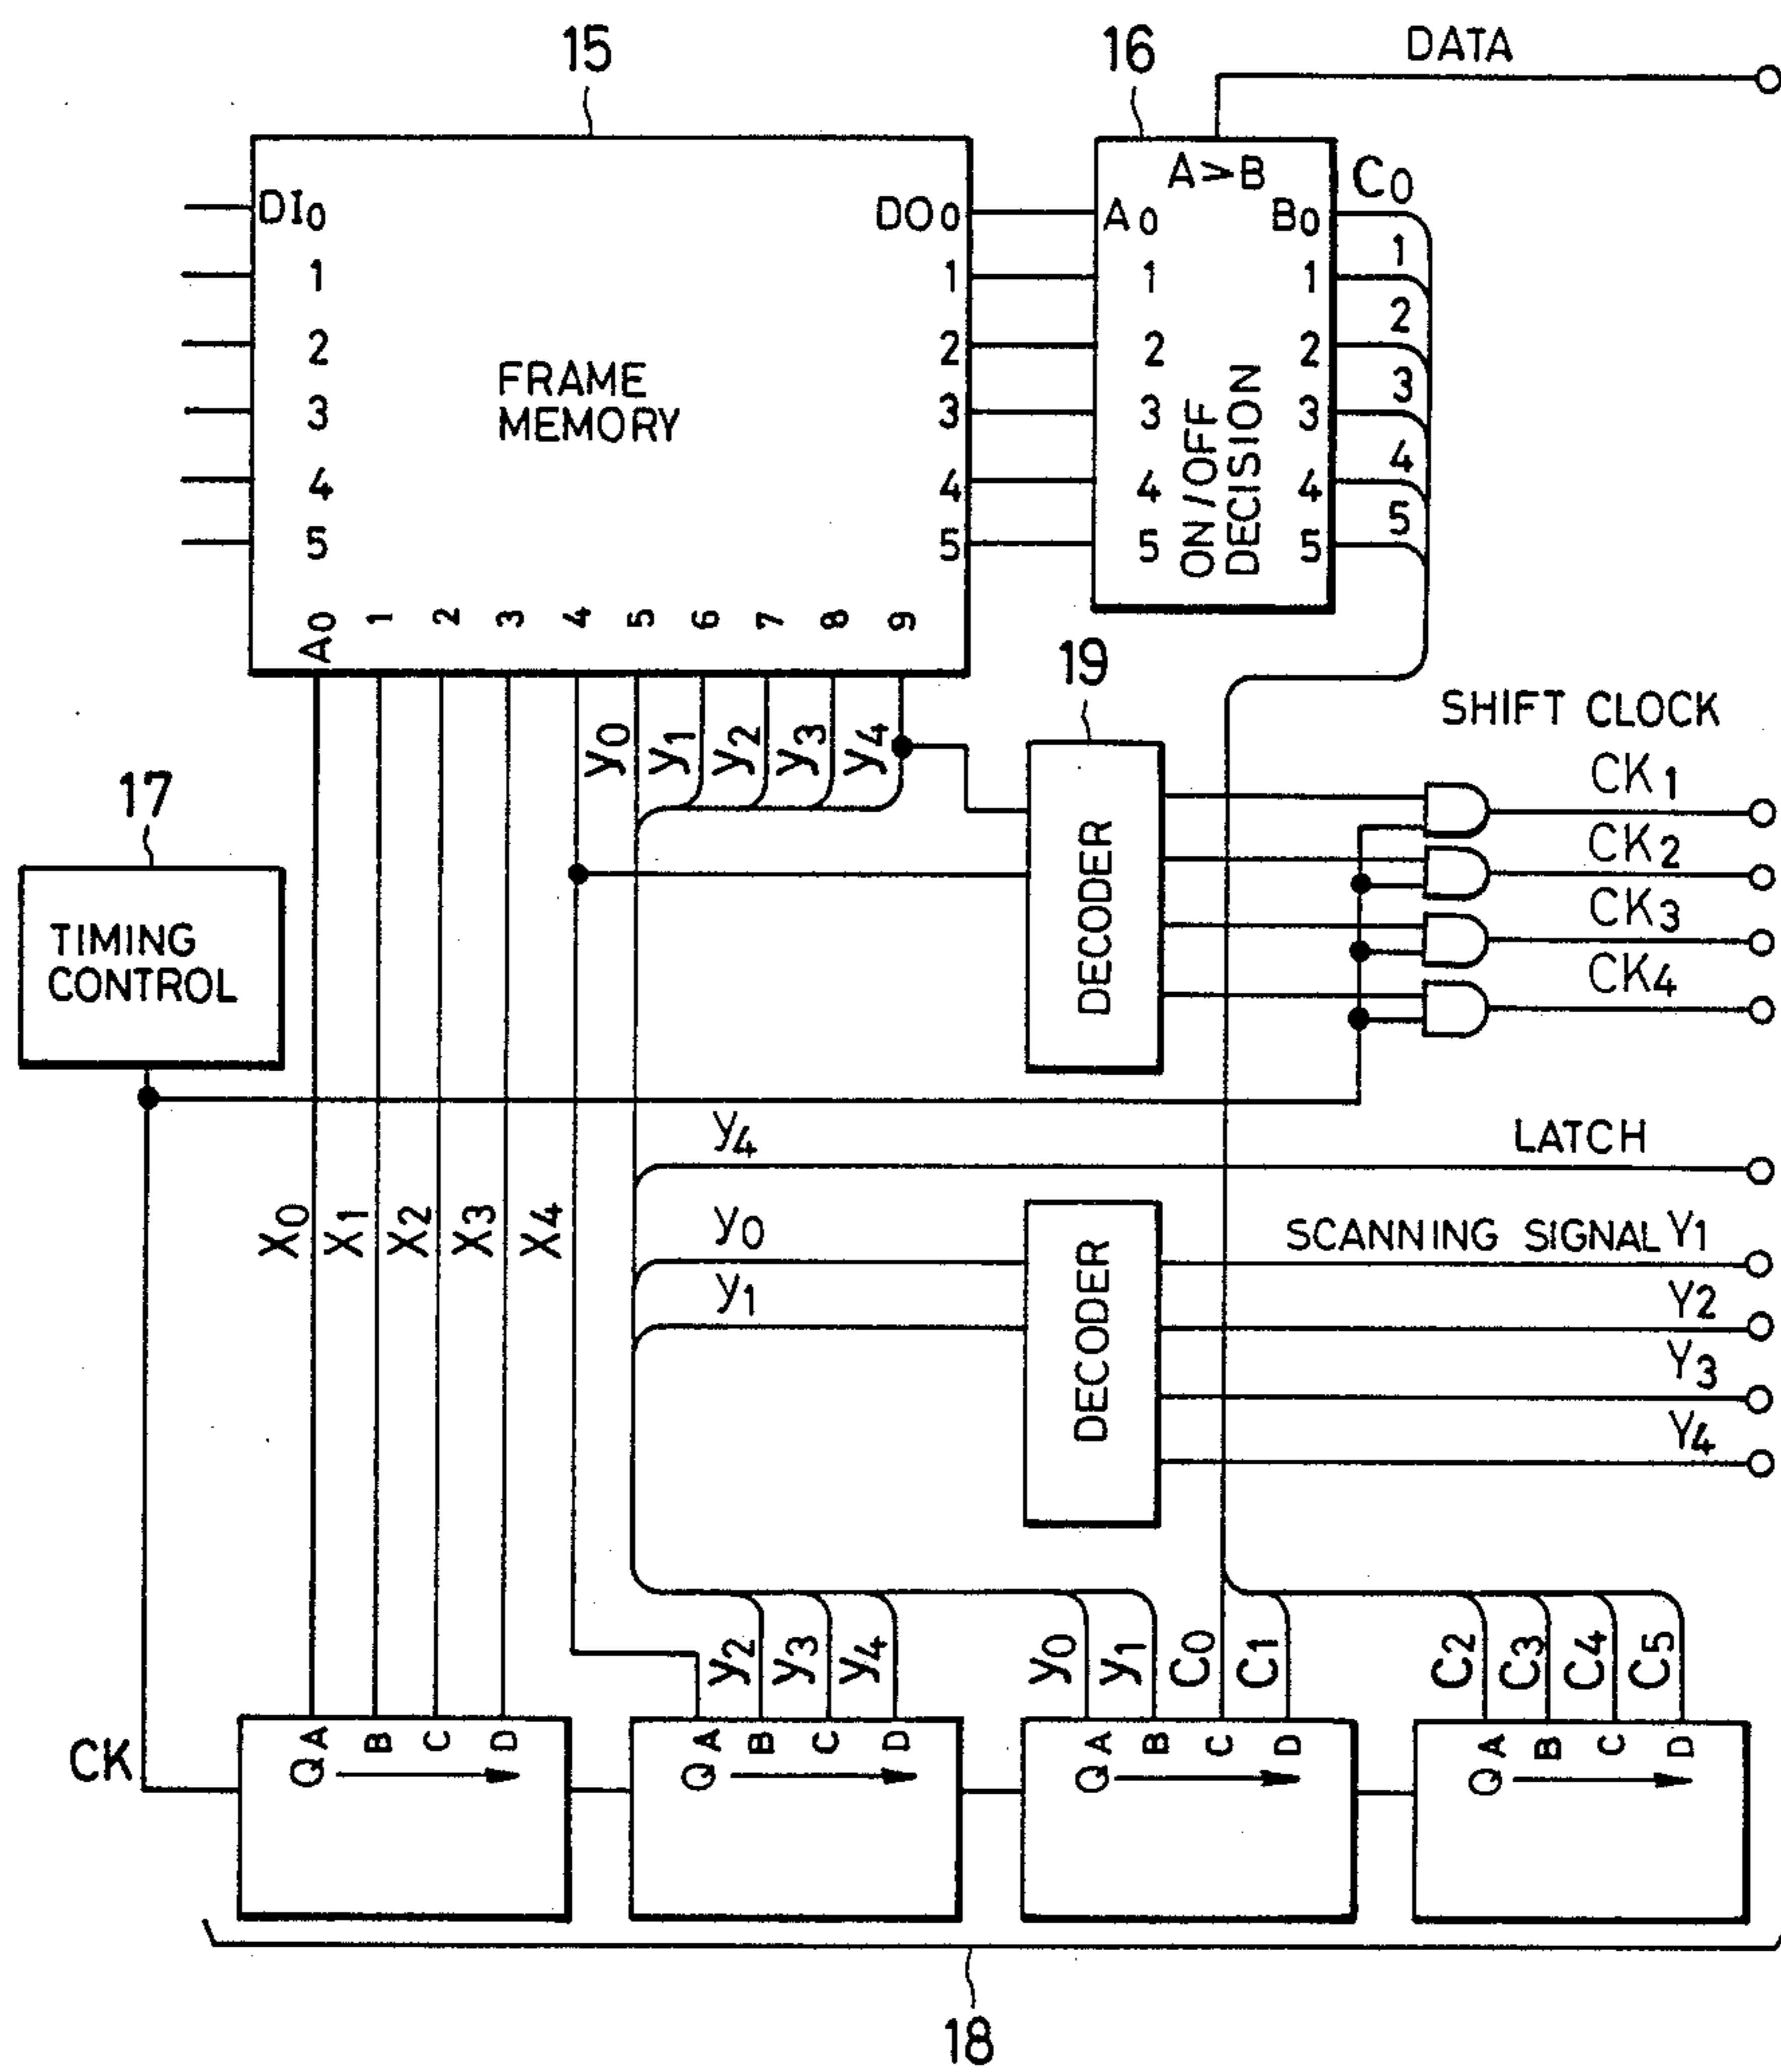 15
16
DATA
A>B
C0
DI0
DO0
A0
B0
1
1
1
1
1
2
2
2
2
2
FRAME
MEMORY
3
3
3
3
3
4
4
4
4
4
5
5
5
5
5
ON/OFF
DECISION
A0 1 2 3 4 5 6 7 8 9
19
y0 y1 y2 y3 y4
SHIFT CLOCK
17
CK1
CK2
CK3
CK4
TIMING
CONTROL
DECODER
y4
LATCH
X0 X1 X2 X3 X4
y0
y1
DECODER
SCANNING SIGNAL Y1
Y2
Y3
Y4
y2 y3 y4
y0 y1 C0 C1
C2 C3 C4 C5
CK
QA B C D
QA B C D
QA B C D
QA B C D
18